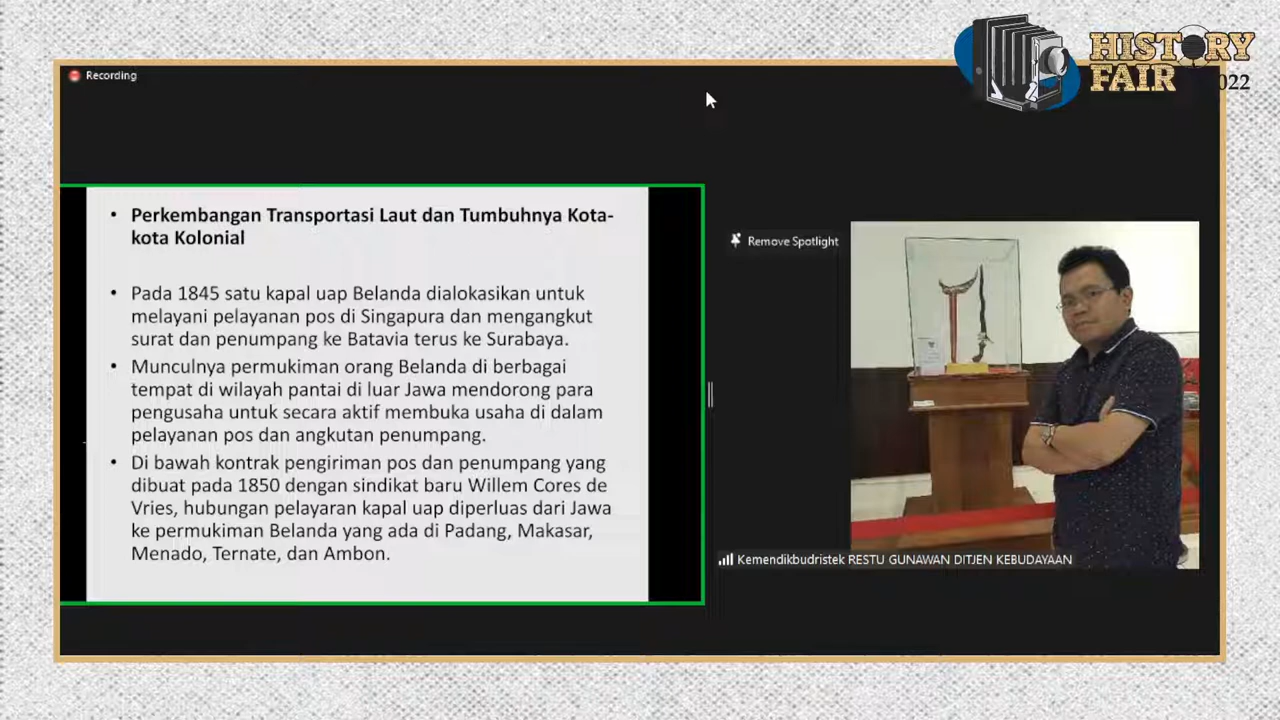 HISTORY
FAIR 2022
Recording
• Perkembangan Transportasi Laut dan Tumbuhnya Kota-
kota Kolonial
• Pada 1845 satu kapal uap Belanda dialokasikan untuk
melayani pelayanan pos di Singapura dan mengangkut
surat dan penumpang ke Batavia terus ke Surabaya.
• Munculnya permukiman orang Belanda di berbagai
tempat di wilayah pantai di luar Jawa mendorong para
pengusaha untuk secara aktif membuka usaha di dalam
pelayanan pos dan angkutan penumpang.
• Di bawah kontrak pengiriman pos dan penumpang yang
dibuat pada 1850 dengan sindikat baru Willem Cores de
Vries, hubungan pelayaran kapal uap diperluas dari Jawa
ke permukiman Belanda yang ada di Padang, Makasar,
Menado, Ternate, dan Ambon.
Remove Spotlight
Kemendikbudristek RESTU GUNAWAN DITJEN KEBUDAYAAN